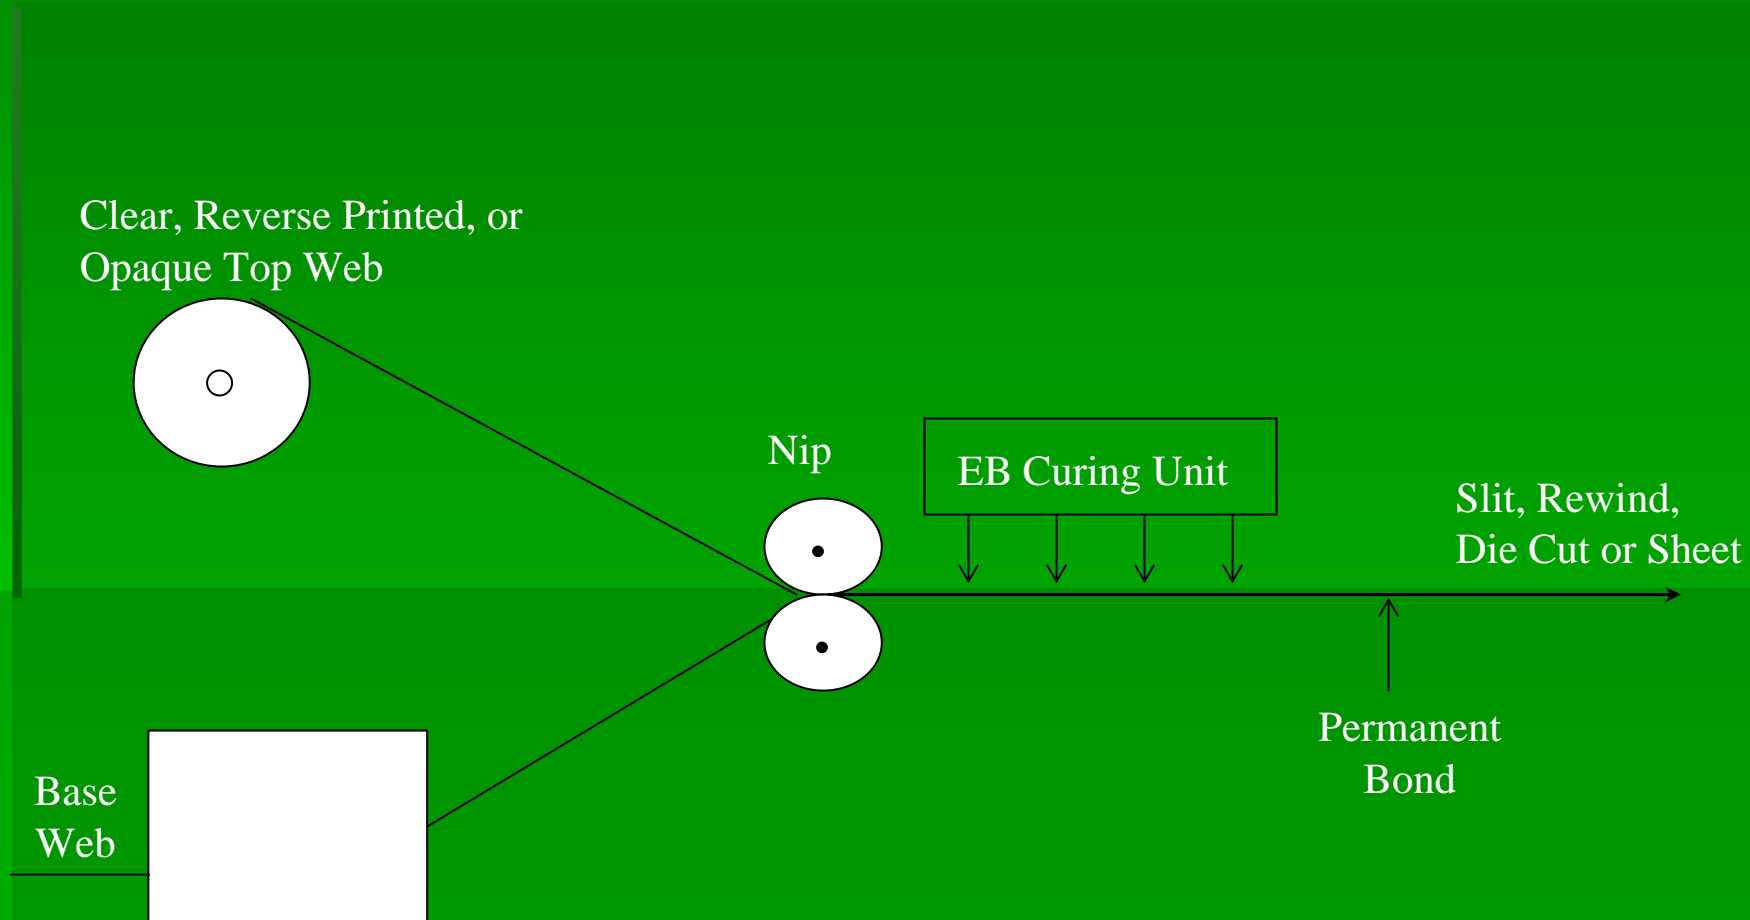 Clear, Reverse Printed, or
Opaque Top Web
Nip
EB Curing Unit
Slit, Rewind,
Die Cut or Sheet
Permanent
Bond
Base
Web